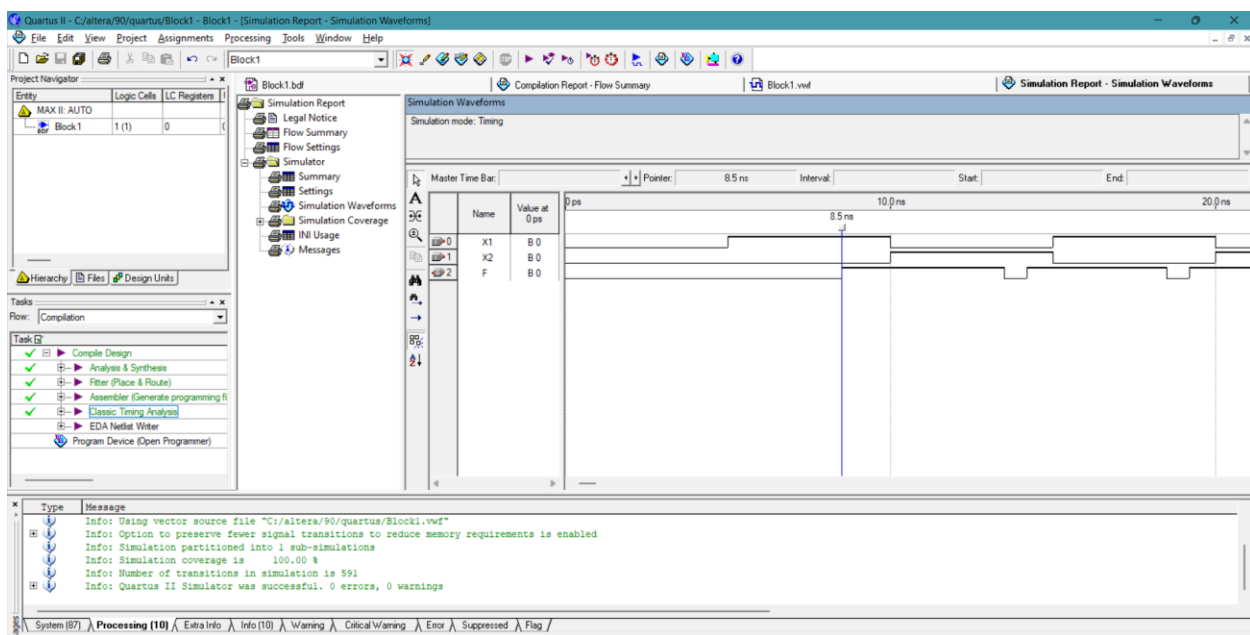 Quartus II - C:/altera/90/quartus/Block1 - Block1 - [Simulation Report - Simulation Waveforms]
File Edit View Project Assignments Processing Tools Window Help
Block1
Project Navigator
Entity Logic Cells LC Registers
MAX II: AUTO
Block1 1 (1) 0
Hierarchy Files Design Units
Tasks
Flow: Compilation
Task
Compile Design
Analysis & Synthesis
Fitter (Place & Route)
Assembler (Generate programming fi
Classic Timing Analysis
EDA Netlist Writer
Program Device (Open Programmer)
Block1.bdf Compilation Report - Flow Summary Block1.vwf Simulation Report - Simulation Waveforms
Simulation Report
Legal Notice
Flow Summary
Flow Settings
Simulator
Summary
Settings
Simulation Waveforms
Simulation Coverage
INI Usage
Messages
Simulation Waveforms
Simulation mode: Timing
Master Time Bar: Pointer: 8.5 ns Interval: Start: End:
Name Value at
0 ps
0 ps 10.0 ns 20.0 ns
8.5 ns
0 X1 B 0
1 X2 B 0
2 F B 0
Type Message
Info: Using vector source file "C:/altera/90/quartus/Block1.vwf"
Info: Option to preserve fewer signal transitions to reduce memory requirements is enabled
Info: Simulation partitioned into 1 sub-simulations
Info: Simulation coverage is 100.00 %
Info: Number of transitions in simulation is 591
Info: Quartus II Simulator was successful. 0 errors, 0 warnings
System (87) Processing (10) Extra Info Info (10) Warning Critical Warning Error Suppressed Flag